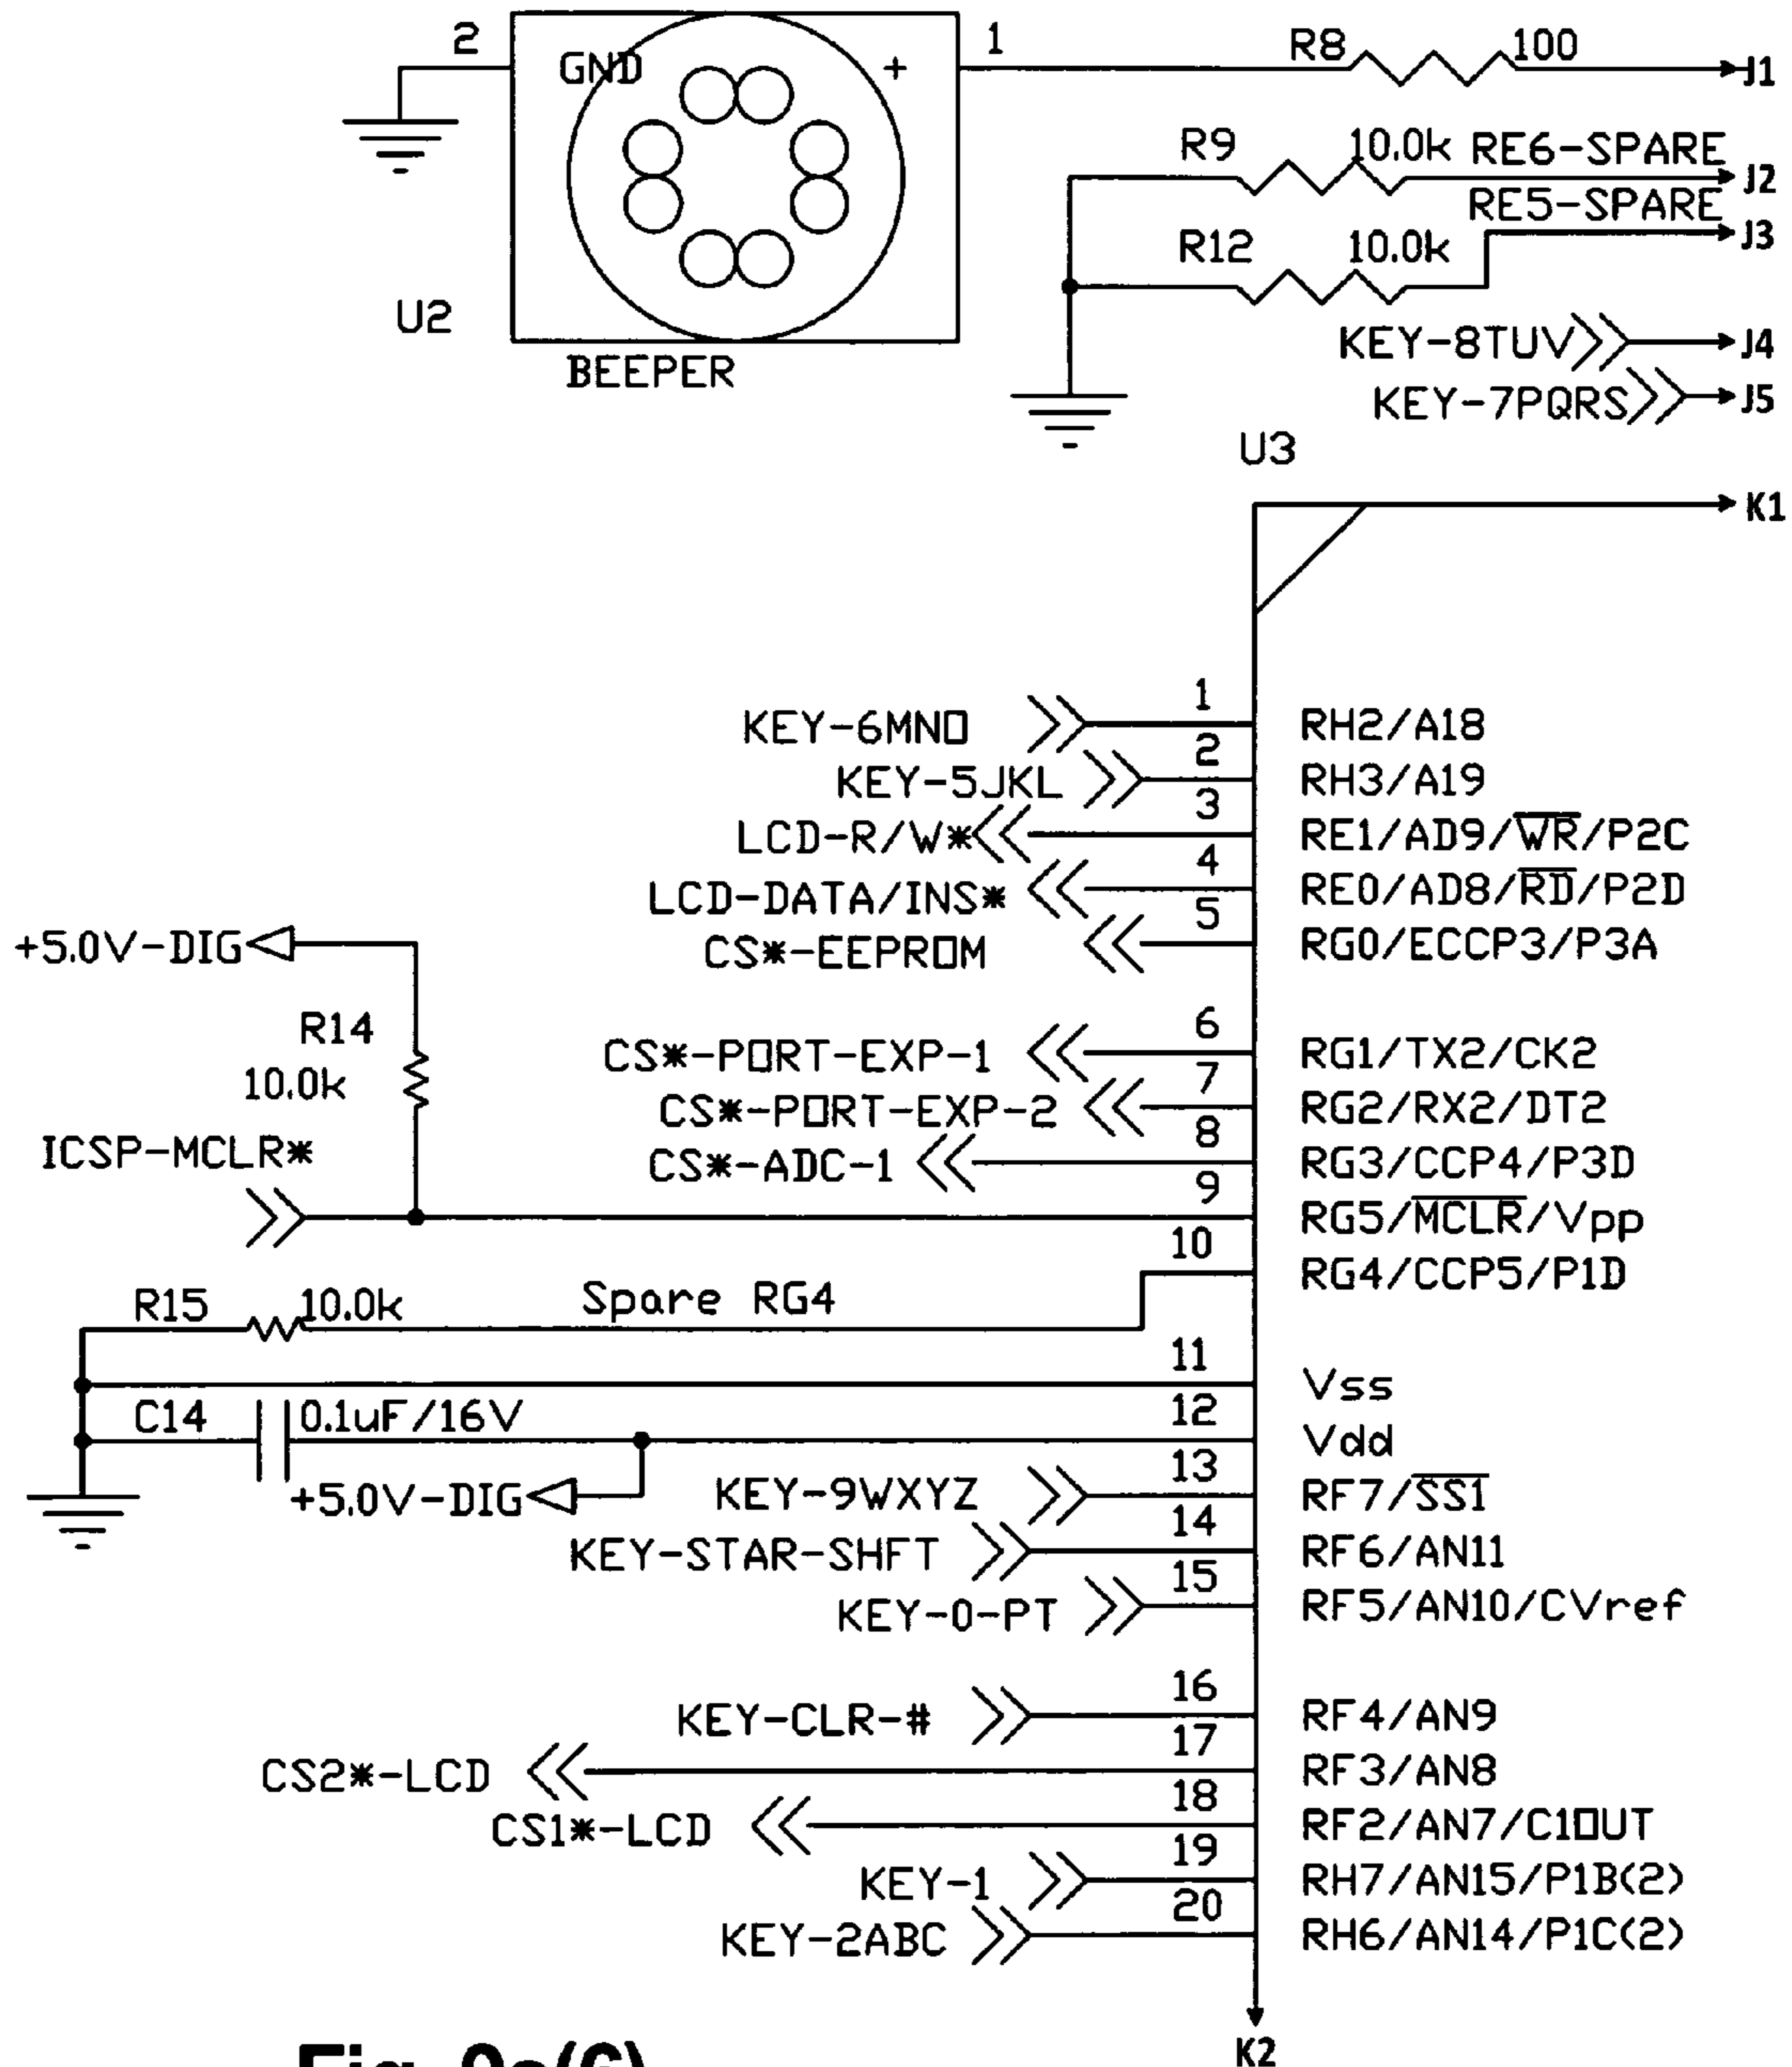 2 GND + 1 R8 100 J1
R9 10.0k RE6-SPARE J2
RE5-SPARE
R12 10.0k J3
U2 KEY-8TUV J4
BEEPER KEY-7PQRS J5
U3
K1
KEY-6MNO 1 RH2/A18
KEY-5JKL 2 RH3/A19
LCD-R/W* 3 RE1/AD9/WR/P2C
LCD-DATA/INS* 4 RE0/AD8/RD/P2D
CS*-EEPROM 5 RG0/ECCP3/P3A
+5.0V-DIG
R14
10.0k
CS*-PORT-EXP-1 6 RG1/TX2/CK2
CS*-PORT-EXP-2 7 RG2/RX2/DT2
CS*-ADC-1 8 RG3/CCP4/P3D
ICSP-MCLR* 9 RG5/MCLR/Vpp
10 RG4/CCP5/P1D
R15 10.0k Spare RG4
11 Vss
C14 0.1uF/16V 12 Vdd
+5.0V-DIG KEY-9WXYZ 13 RF7/SS1
KEY-STAR-SHFT 14 RF6/AN11
KEY-0-PT 15 RF5/AN10/CVref
KEY-CLR-# 16 RF4/AN9
CS2*-LCD 17 RF3/AN8
CS1*-LCD 18 RF2/AN7/C1OUT
KEY-1 19 RH7/AN15/P1B(2)
KEY-2ABC 20 RH6/AN14/P1C(2)
K2